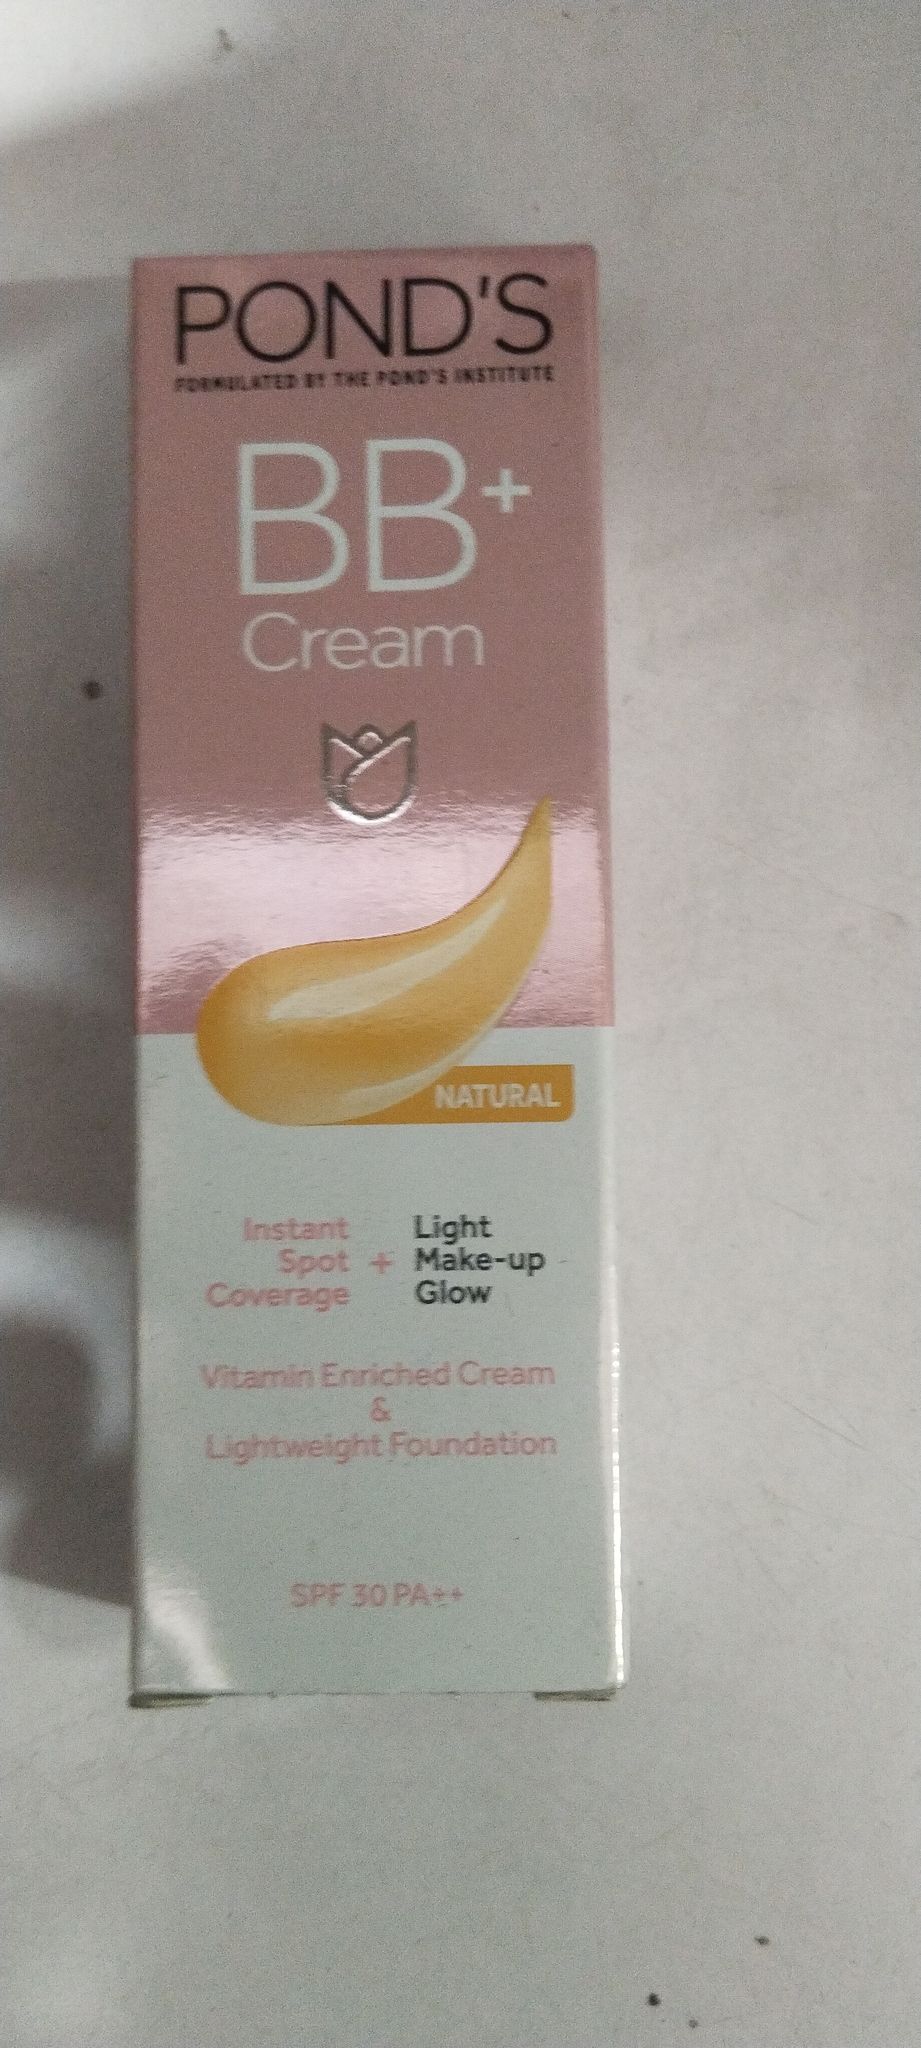 POND'S
FORMULATED BY THE POND'S INSTITUTE
BB+
Cream
NATURAL
Instant Spot Coverage + Light Make-up Glow
Vitamin Enriched Cream
&
Lightweight Foundation
SPF 30 PA++